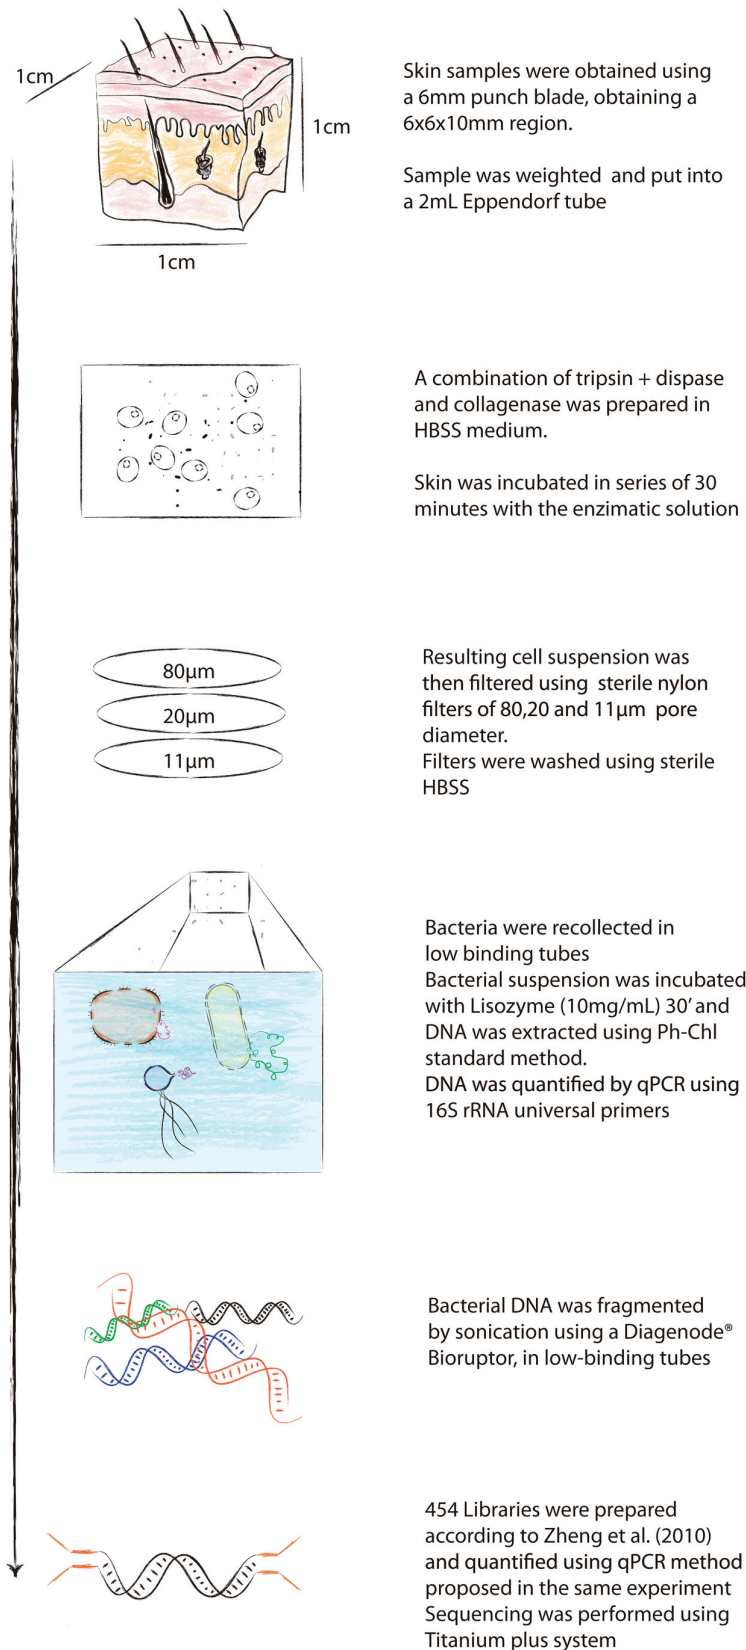 1cm
1cm
1cm
Skin samples were obtained using
a 6mm punch blade, obtaining a
6x6x10mm region.
Sample was weighted and put into
a 2mL Eppendorf tube
A combination of tripsin + dispase
and collagenase was prepared in
HBSS medium.
Skin was incubated in series of 30
minutes with the enzimatic solution
80μm
20μm
11μm
Resulting cell suspension was
then filtered using sterile nylon
filters of 80,20 and 11μm pore
diameter.
Filters were washed using sterile
HBSS
Bacteria were recollected in
low binding tubes
Bacterial suspension was incubated
with Lisozyme (10mg/mL) 30’ and
DNA was extracted using Ph-Chl
standard method.
DNA was quantified by qPCR using
16S rRNA universal primers
Bacterial DNA was fragmented
by sonication using a Diagenode®
Bioruptor, in low-binding tubes
454 Libraries were prepared
according to Zheng et al. (2010)
and quantified using qPCR method
proposed in the same experiment
Sequencing was performed using
Titanium plus system